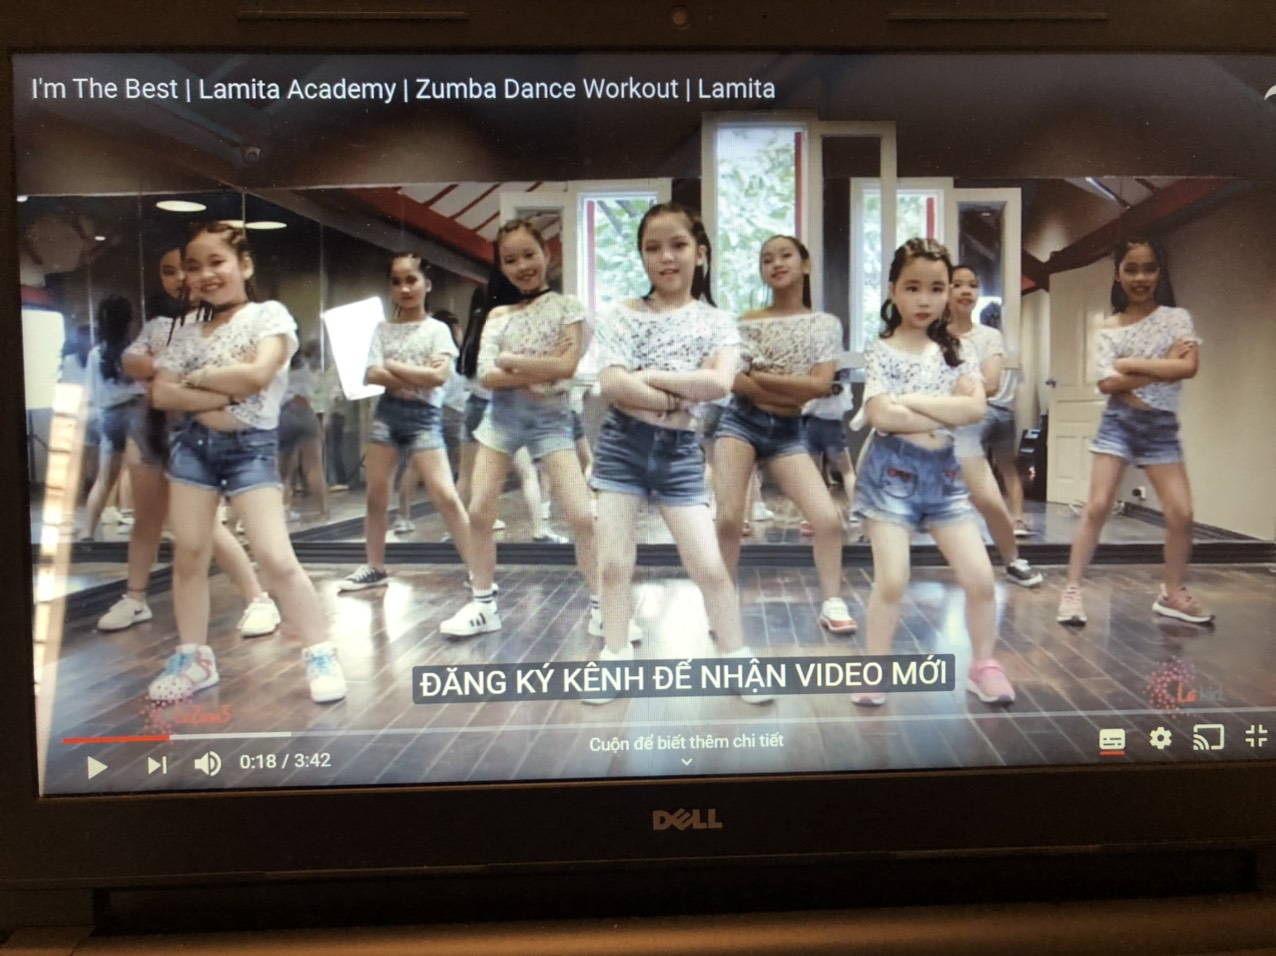 I'm The Best | Lamita Academy | Zumba Dance Workout | Lamita
ĐĂNG KÝ KÊNH ĐỂ NHẬN VIDEO MỚI
Cuộn để biết thêm chi tiết
0:18 / 3:42
DELL